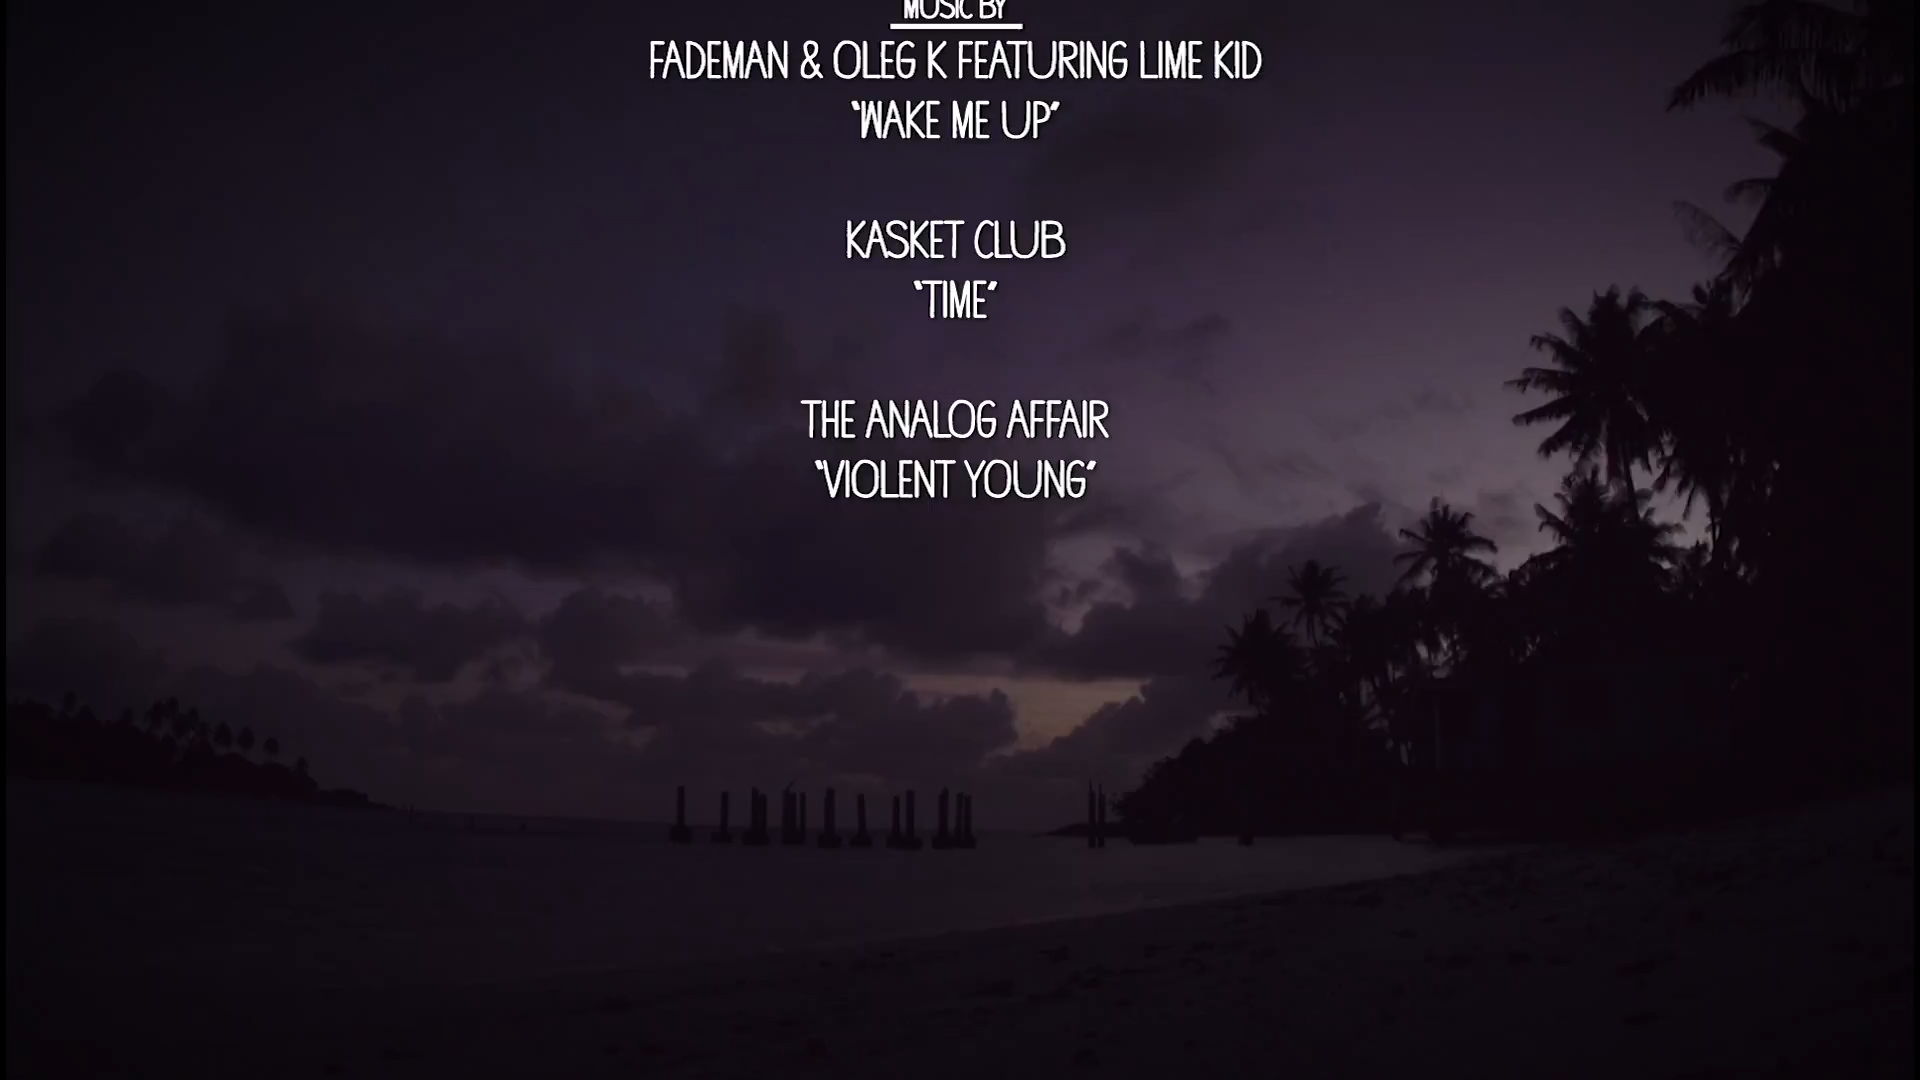 MUSIC BY
FADEMAN & OLEG K FEATURING LIME KID
"WAKE ME UP"
KASKET CLUB
"TIME"
THE ANALOG AFFAIR
"VIOLENT YOUNG"